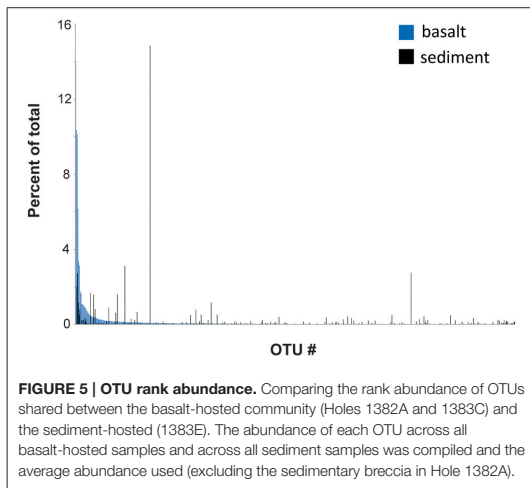 16
12
8
4
0
Percent of total
basalt
sediment
OTU #
FIGURE 5 | OTU rank abundance. Comparing the rank abundance of OTUs
shared between the basalt-hosted community (Holes 1382A and 1383C) and
the sediment-hosted (1383E). The abundance of each OTU across all
basalt-hosted samples and across all sediment samples was compiled and the
average abundance used (excluding the sedimentary breccia in Hole 1382A).